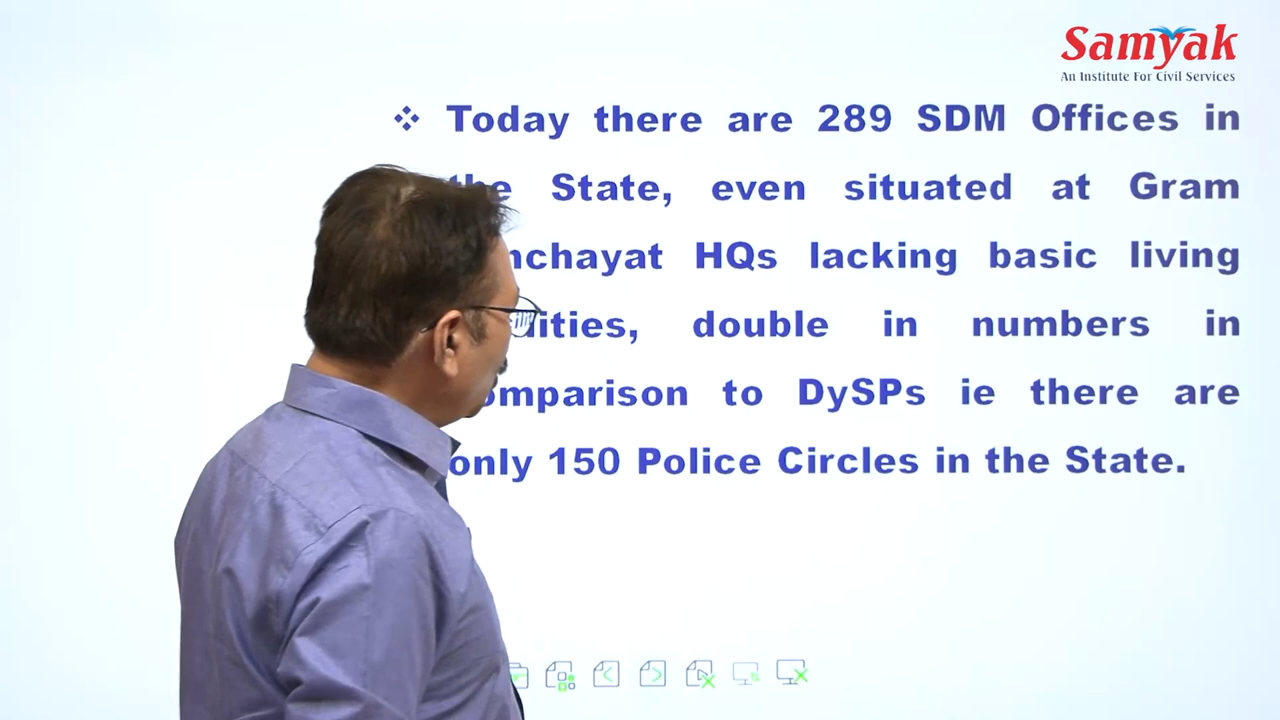 Samyak
An Institute For Civil Services
❖ Today there are 289 SDM Offices in
the State, even situated at Gram
nchayat HQs lacking basic living
ities, double in numbers in
omparison to DySPs ie there are
only 150 Police Circles in the State.